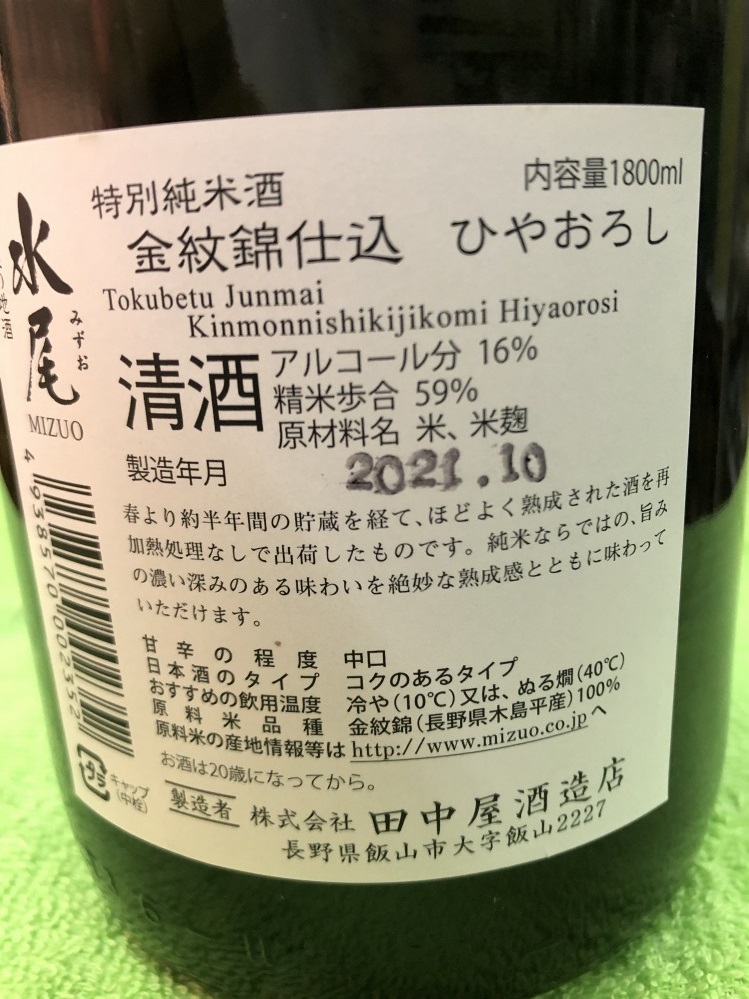 水尾
みずお
MIZUO
特別純米酒
内容量1800ml
金紋錦仕込 ひやおろし
Tokubetu Junmai
Kinmonnishikijikomi Hiyaorosi
清酒
アルコール分 16%
精米歩合 59%
原材料名 米、米麹
製造年月 2021.10
春より約半年間の貯蔵を経て、ほどよく熟成された酒を再
加熱処理なしで出荷したものです。純米ならではの、旨み
の濃い深みのある味わいを絶妙な熟成感とともに味わって
いただけます。
甘辛の程度 中口
日本酒のタイプ コクのあるタイプ
おすすめの飲用温度 冷や(10℃)又は、ぬる燗(40℃)
原料米品種 金紋錦(長野県木島平産)100%
原料米の産地情報等は http://www.mizuo.co.jp へ
お酒は20歳になってから。
製造者 株式会社 田中屋酒造店
長野県飯山市大字飯山2227
4 938570 002352
プラ
キャップ
(中栓)